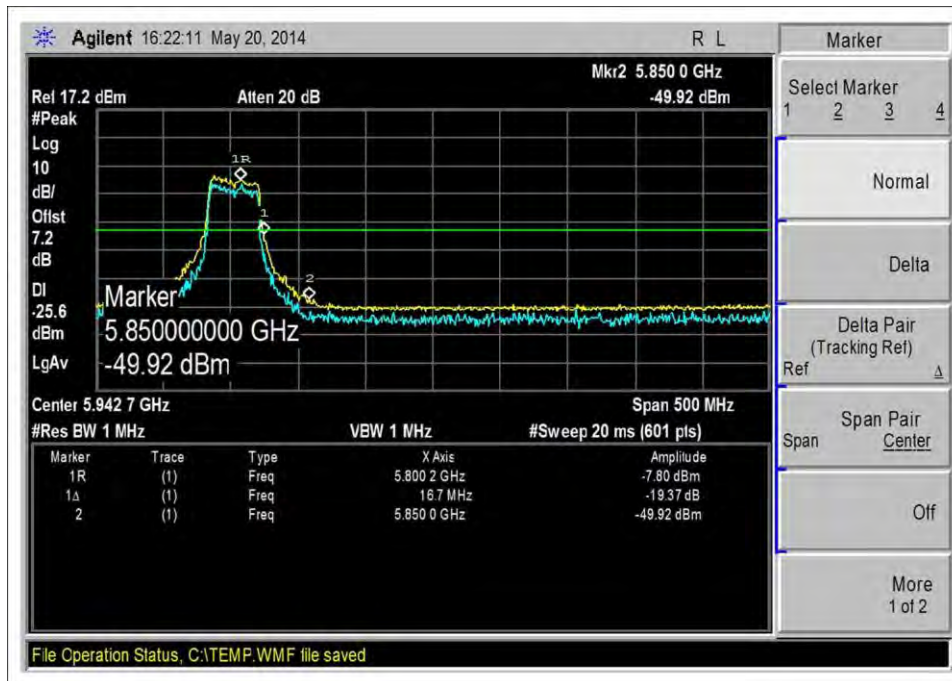 Agilent 16:22:11 May 20, 2014
R L
Mkr2 5.850 0 GHz
Ref 17.2 dBm
Atten 20 dB
-49.92 dBm
#Peak
Log
10
dB/
Offst
7.2
dB
DI
-25.6
dBm
LgAv
1R
1
2
Marker
5.850000000 GHz
-49.92 dBm
Center 5.942 7 GHz
Span 500 MHz
#Res BW 1 MHz
VBW 1 MHz
#Sweep 20 ms (601 pts)
Marker Trace Type X Axis Amplitude
1R (1) Freq 5.800 2 GHz -7.80 dBm
1Δ (1) Freq 16.7 MHz -19.37 dB
2 (1) Freq 5.850 0 GHz -49.92 dBm
File Operation Status, C:\TEMP.WMF file saved
Marker
Select Marker
1 2 3 4
Normal
Delta
Delta Pair
(Tracking Ref)
Ref Δ
Span Pair
Span Center
Off
More
1 of 2